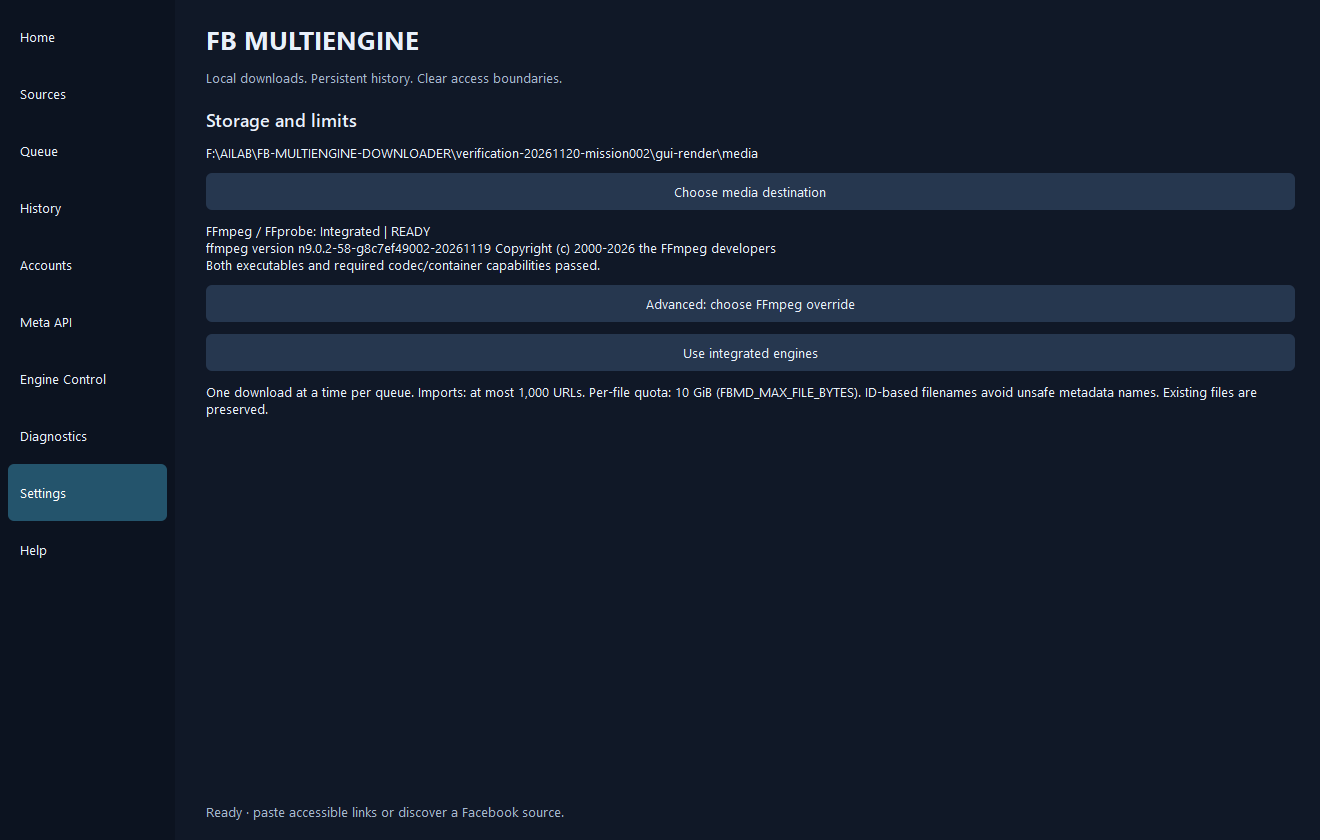 Home
Sources
Queue
History
Accounts
Meta API
Engine Control
Diagnostics
Settings
Help
FB MULTIENGINE
Local downloads. Persistent history. Clear access boundaries.
Storage and limits
F:\AILAB\FB-MULTIENGINE-DOWNLOADER\verification-20261120-mission002\gui-render\media
Choose media destination
FFmpeg / FFprobe: Integrated | READY
ffmpeg version n9.0.2-58-g8c7ef49002-20261119 Copyright (c) 2000-2026 the FFmpeg developers
Both executables and required codec/container capabilities passed.
Advanced: choose FFmpeg override
Use integrated engines
One download at a time per queue. Imports: at most 1,000 URLs. Per-file quota: 10 GiB (FBMD_MAX_FILE_BYTES). ID-based filenames avoid unsafe metadata names. Existing files are
preserved.
Ready · paste accessible links or discover a Facebook source.